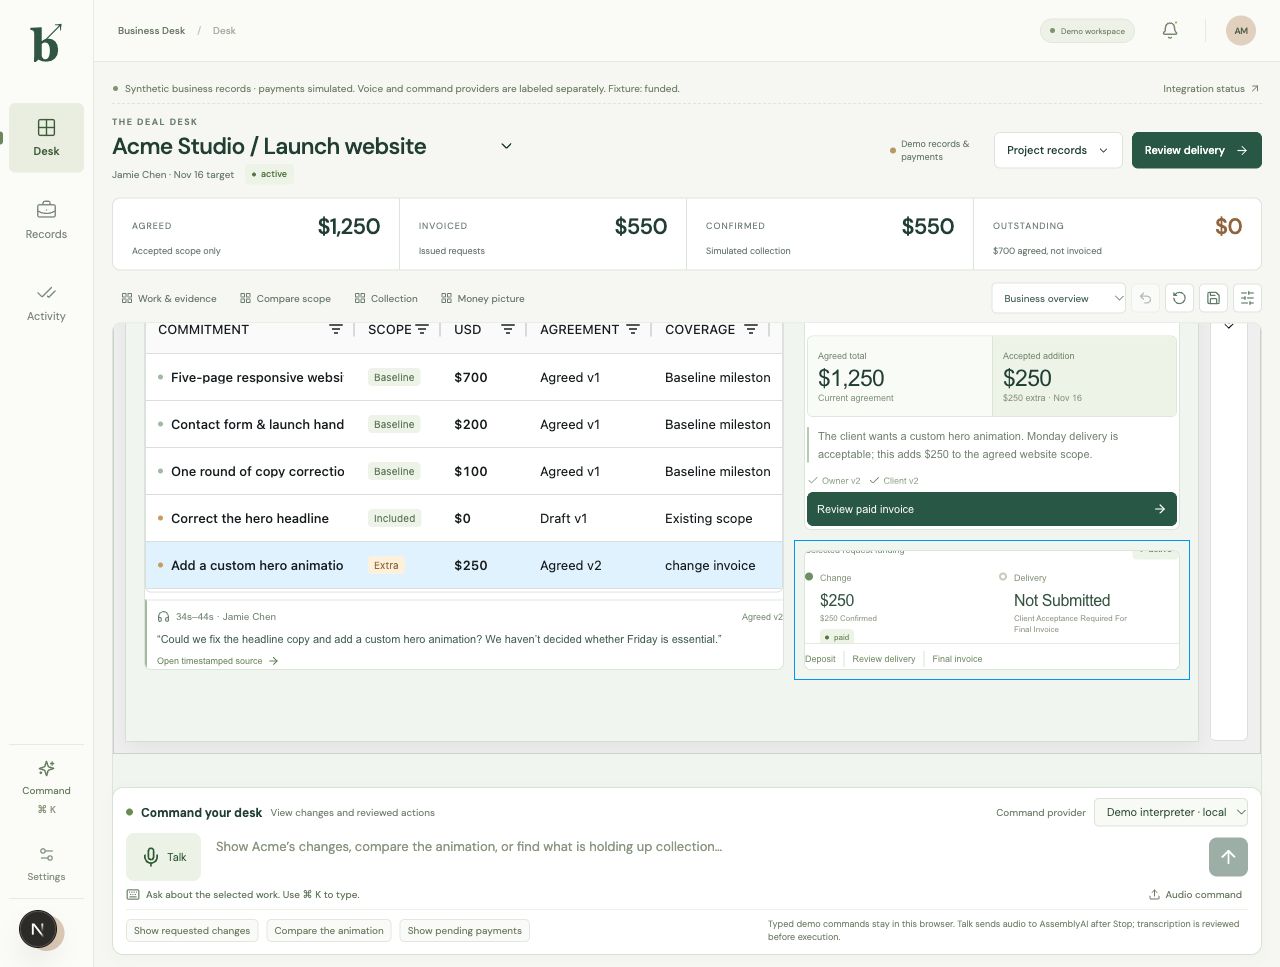 b
Business Desk / Desk
Demo workspace
AM
Synthetic business records · payments simulated. Voice and command providers are labeled separately. Fixture: funded.
Integration status
Desk
Records
Activity
THE DEAL DESK
Acme Studio / Launch website
Jamie Chen · Nov 16 target
active
Demo records &
payments
Project records
Review delivery
AGREED
$1,250
Accepted scope only
INVOICED
$550
Issued requests
CONFIRMED
$550
Simulated collection
OUTSTANDING
$0
$700 agreed, not invoiced
Work & evidence
Compare scope
Collection
Money picture
Business overview
COMMITMENT SCOPE USD AGREEMENT COVERAGE
Five-page responsive websi Baseline $700 Agreed v1 Baseline mileston
Contact form & launch hand Baseline $200 Agreed v1 Baseline mileston
One round of copy correctio Baseline $100 Agreed v1 Baseline mileston
Correct the hero headline Included $0 Draft v1 Existing scope
Add a custom hero animatio Extra $250 Agreed v2 change invoice
34s–44s · Jamie Chen
Agreed v2
“Could we fix the headline copy and add a custom hero animation? We haven’t decided whether Friday is essential.”
Open timestamped source
Agreed total
$1,250
Current agreement
Accepted addition
$250
$250 extra · Nov 16
The client wants a custom hero animation. Monday delivery is
acceptable; this adds $250 to the agreed website scope.
Owner v2 Client v2
Review paid invoice
Selected request funding
Change
$250
$250 Confirmed
paid
Delivery
Not Submitted
Client Acceptance Required For
Final Invoice
Deposit Review delivery Final invoice
Command
⌘ K
Settings
N
Command your desk View changes and reviewed actions
Command provider
Demo interpreter · local
Talk
Show Acme’s changes, compare the animation, or find what is holding up collection…
Ask about the selected work. Use ⌘ K to type.
Audio command
Show requested changes
Compare the animation
Show pending payments
Typed demo commands stay in this browser. Talk sends audio to AssemblyAI after Stop; transcription is reviewed
before execution.